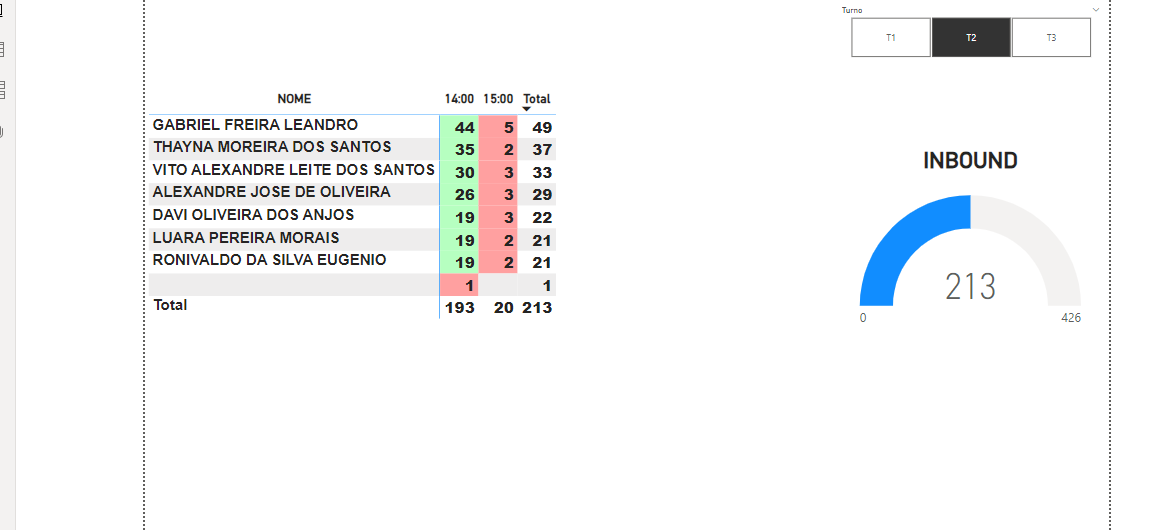 Turno
T1 T2 T3
NOME 14:00 15:00 Total
GABRIEL FREIRA LEANDRO 44 5 49
THAYNA MOREIRA DOS SANTOS 35 2 37
VITO ALEXANDRE LEITE DOS SANTOS 30 3 33
ALEXANDRE JOSE DE OLIVEIRA 26 3 29
DAVI OLIVEIRA DOS ANJOS 19 3 22
LUARA PEREIRA MORAIS 19 2 21
RONIVALDO DA SILVA EUGENIO 19 2 21
1 1
Total 193 20 213
INBOUND
213
0 426